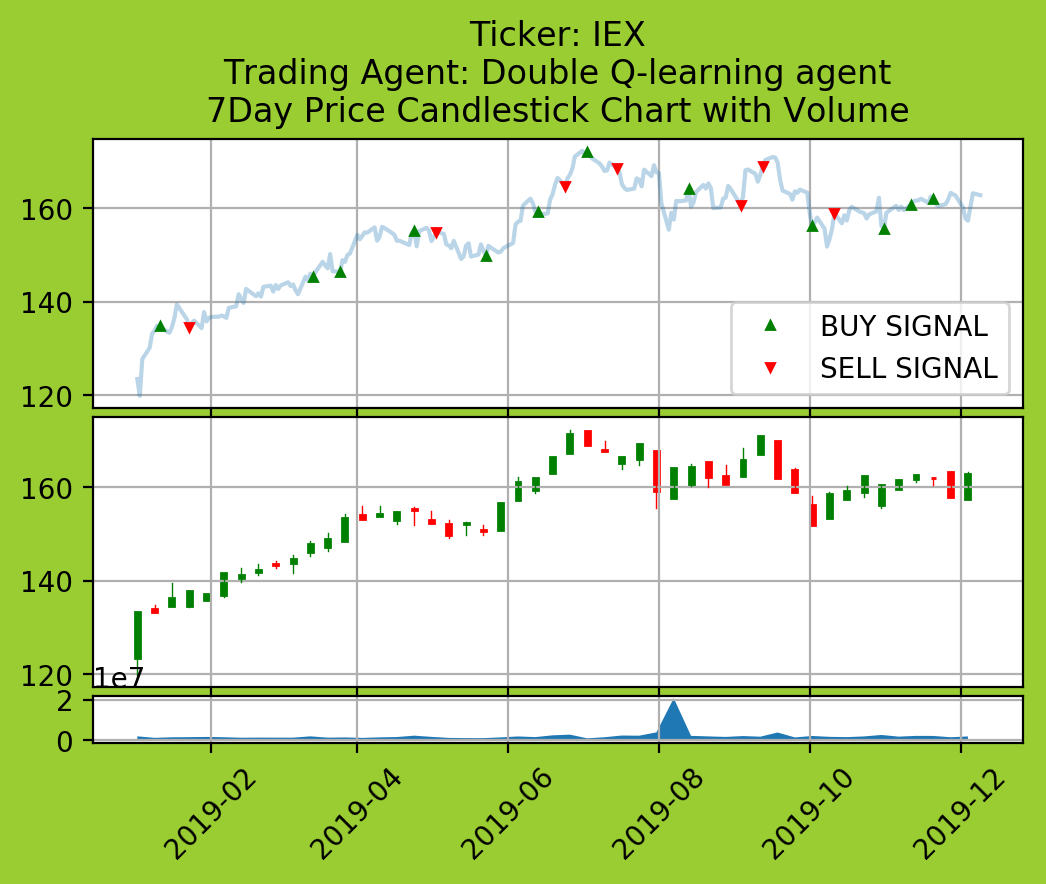 Ticker: IEX
Trading Agent: Double Q-learning agent
7Day Price Candlestick Chart with Volume
160
140
120
BUY SIGNAL
SELL SIGNAL
160
140
120
1e7
2
0
2019-02
2019-04
2019-06
2019-08
2019-10
2019-12